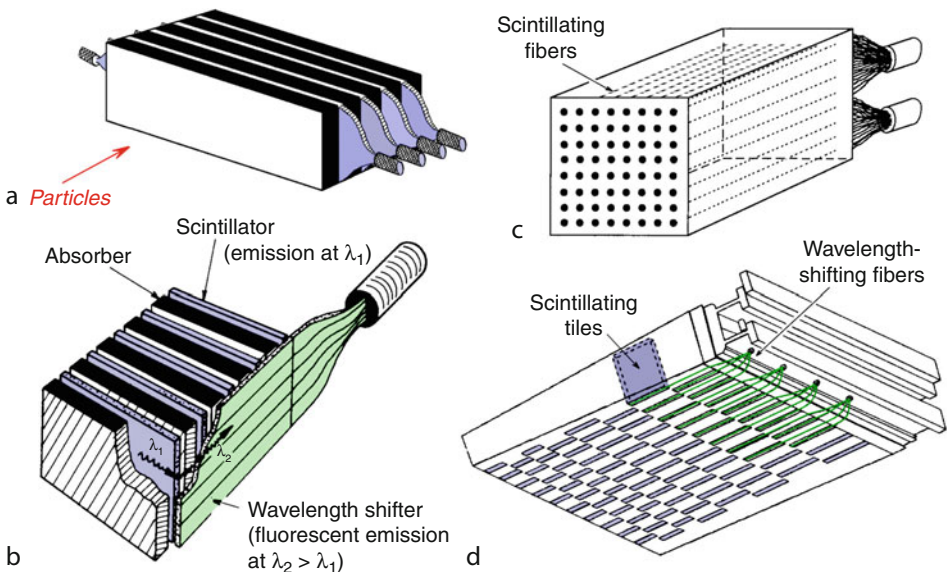 a Particles
Scintillating
fibers
c
Absorber
Scintillator
(emission at λ₁)
λ₁
λ₂
Wavelength shifter
(fluorescent emission
at λ₂ > λ₁)
b
Wavelength-
shifting fibers
Scintillating
tiles
d